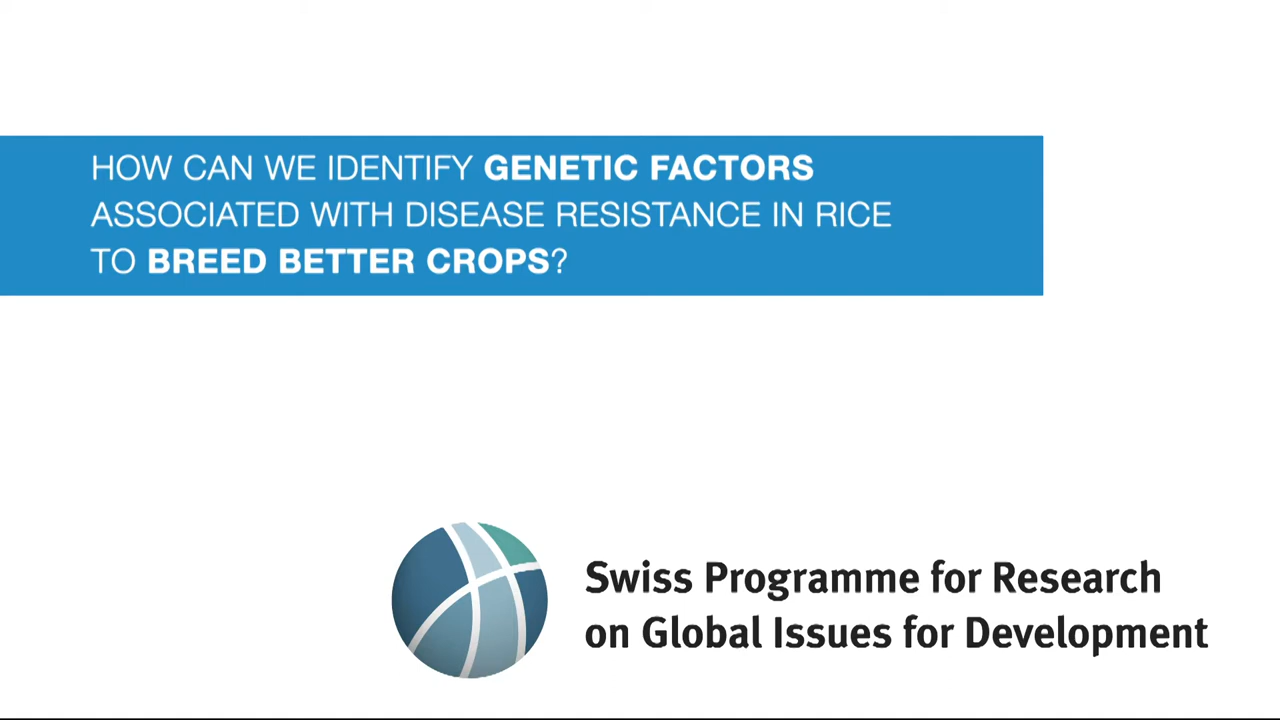 HOW CAN WE IDENTIFY GENETIC FACTORS
ASSOCIATED WITH DISEASE RESISTANCE IN RICE
TO BREED BETTER CROPS?
Swiss Programme for Research
on Global Issues for Development